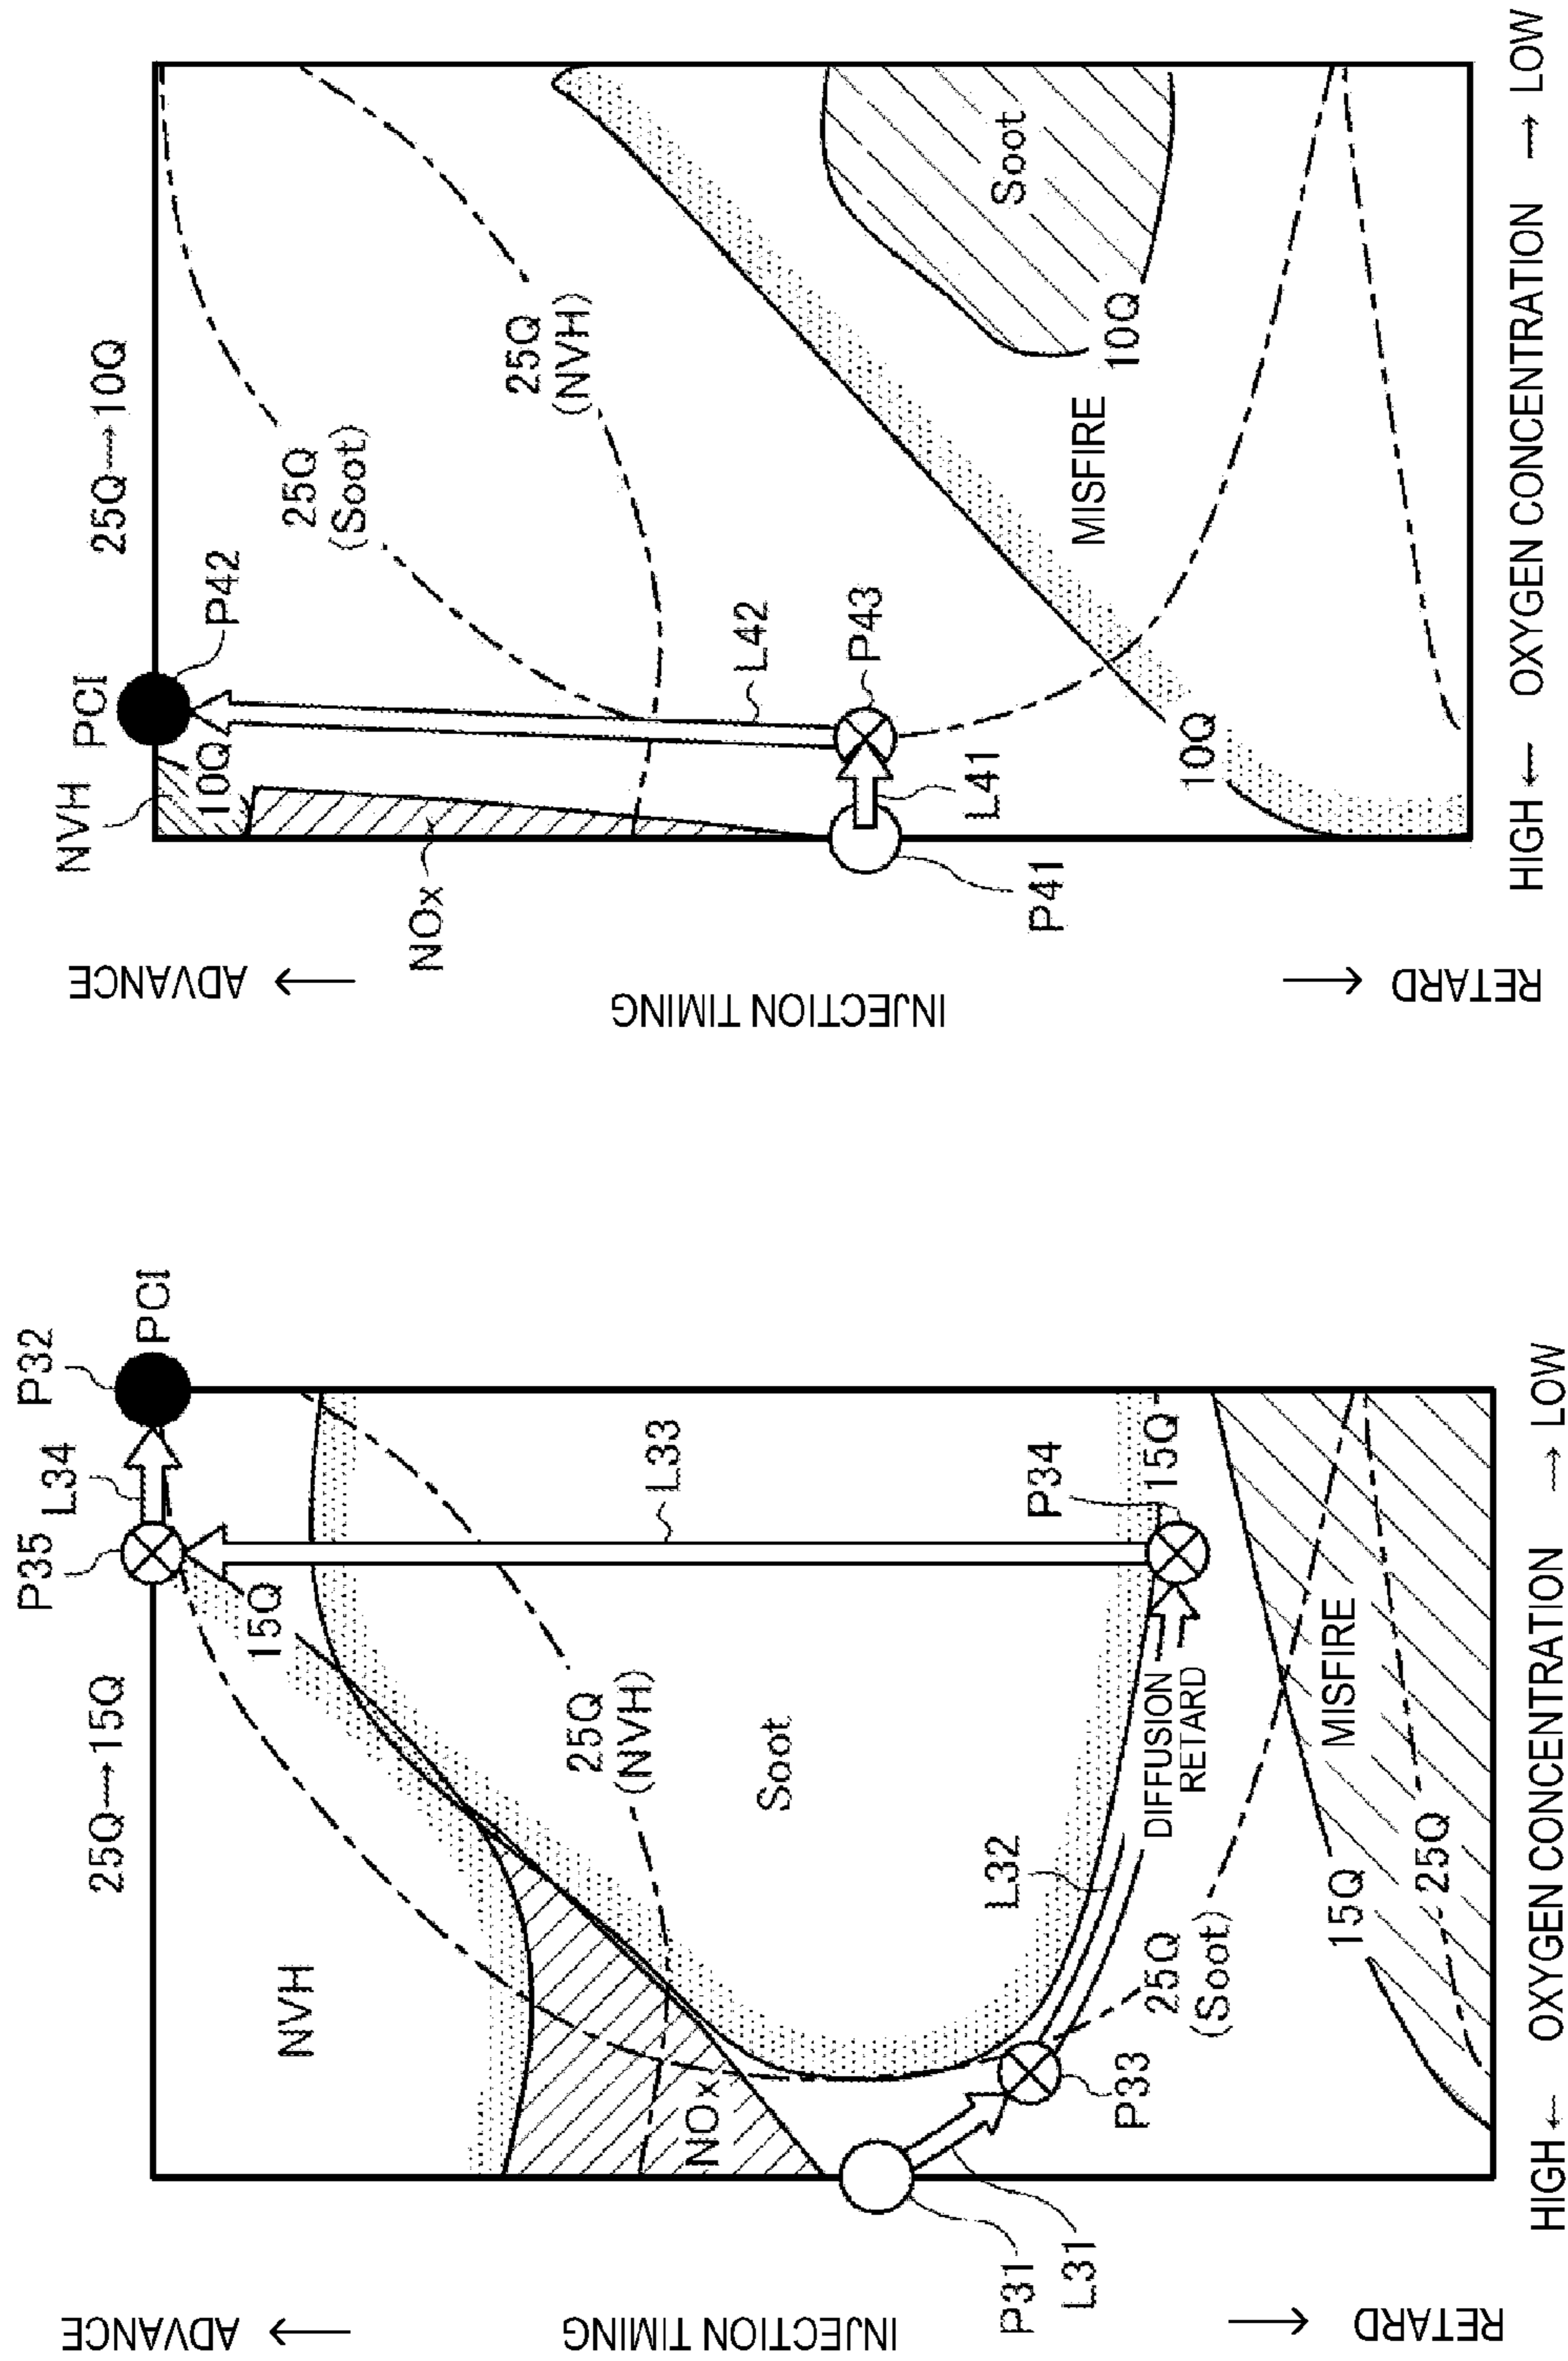 25Q→15Q
P35
L34
P32
PCI
NVH
15Q
25Q
(NVH)
Soot
L33
NOx
L32
P34
15Q
DIFFUSION
RETARD
P33
25Q
(Soot)
MISFIRE
15Q
25Q
P31
L31
ADVANCE
INJECTION TIMING
RETARD
HIGH ← OXYGEN CONCENTRATION → LOW
25Q→10Q
NVH
PCI
P42
10Q
25Q
(Soot)
25Q
(NVH)
NOx
L42
P43
L41
P41
Soot
10Q
MISFIRE
10Q
ADVANCE
INJECTION TIMING
RETARD
HIGH ← OXYGEN CONCENTRATION → LOW